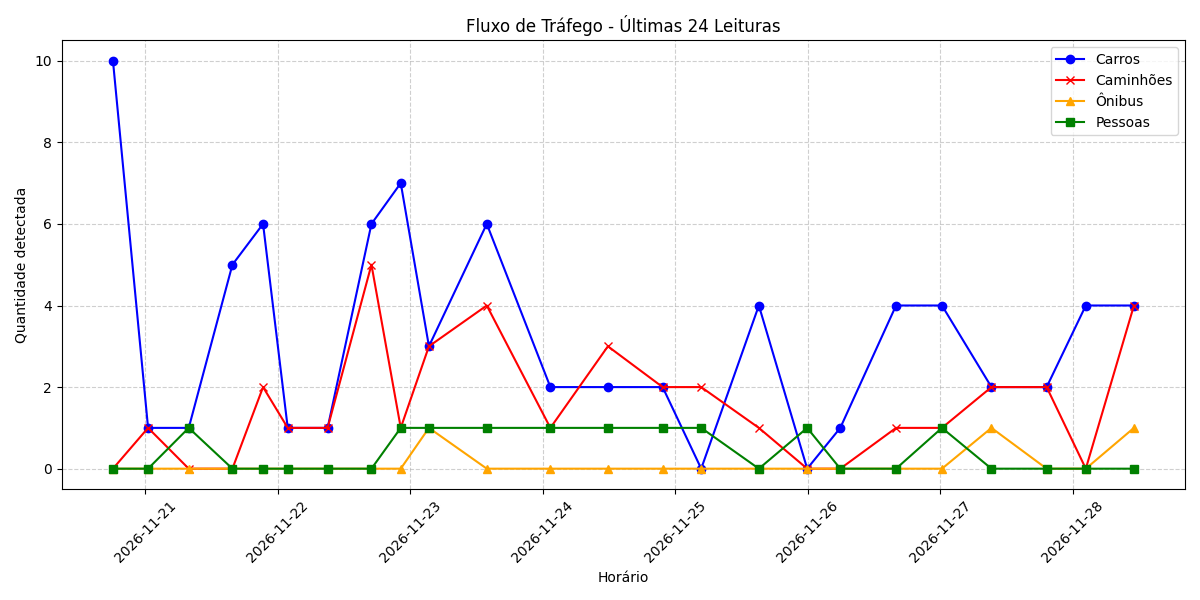 Fluxo de Tráfego - Últimas 24 Leituras
Carros
Caminhões
Ônibus
Pessoas
Quantidade detectada
10
8
6
4
2
0
2026-11-21
2026-11-22
2026-11-23
2026-11-24
2026-11-25
2026-11-26
2026-11-27
2026-11-28
Horário